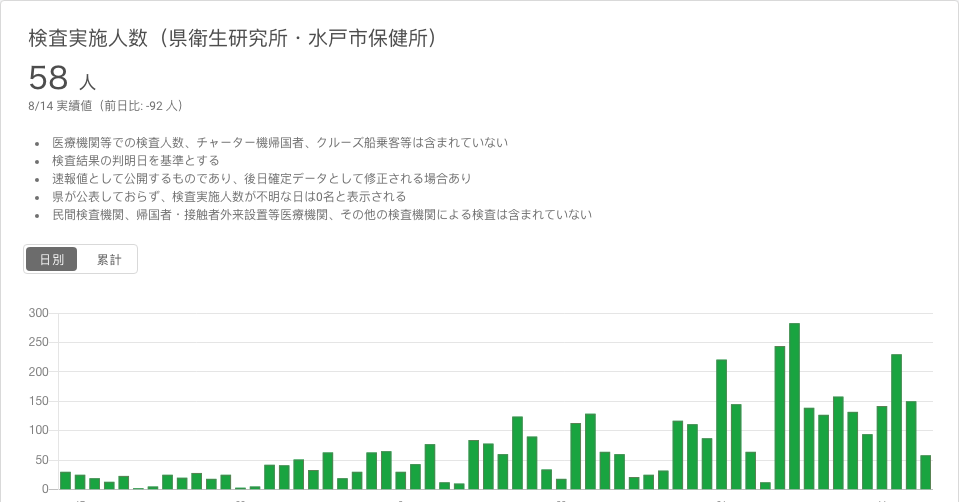 検査実施人数（県衛生研究所・水戸市保健所）
58 人
8/14 実績値（前日比: -92 人）
医療機関等での検査人数、チャーター機帰国者、クルーズ船乗客等は含まれていない
検査結果の判明日を基準とする
速報値として公開するものであり、後日確定データとして修正される場合あり
県が公表しておらず、検査実施人数が不明な日は0名と表示される
民間検査機関、帰国者・接触者外来設置等医療機関、その他の検査機関による検査は含まれていない
日別 累計
300
250
200
150
100
50
0